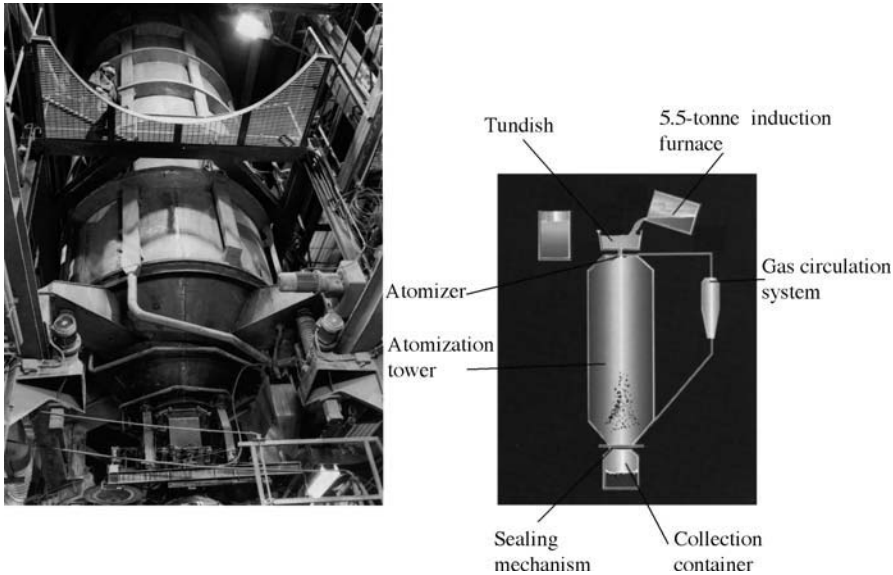 Tundish
5.5-tonne induction
furnace
Atomizer
Gas circulation
system
Atomization
tower
Sealing
mechanism
Collection
container